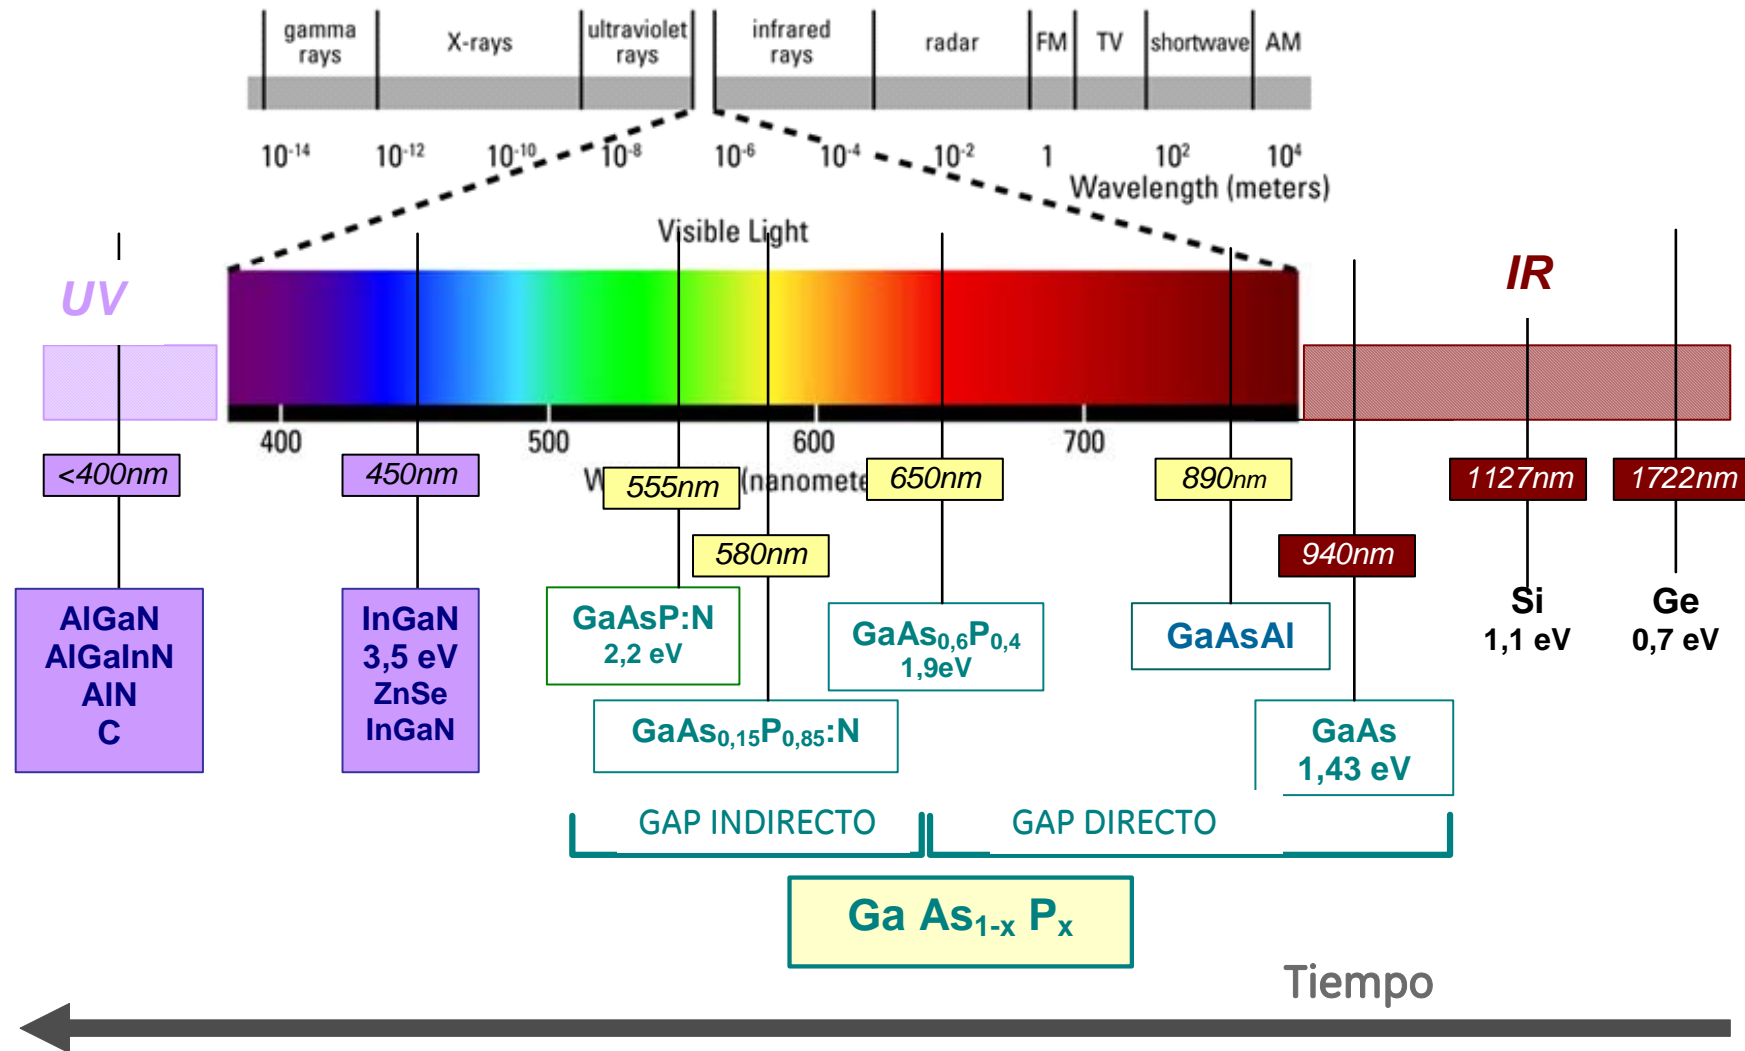 gamma rays
X-rays
ultraviolet rays
infrared rays
radar
FM
TV
shortwave
AM
10-14
10-12
10-10
10-8
10-6
10-4
10-2
1
102
104
Wavelength (meters)
Visible Light
UV
IR
400
500
600
700
(nanomete
<400nm
450nm
555nm
650nm
890nm
1127nm
1722nm
580nm
940nm
AlGaN
AlGaInN
AlN
C
InGaN
3,5 eV
ZnSe
InGaN
GaAsP:N
2,2 eV
GaAs0,6P0,4
1,9eV
GaAsAl
Si
1,1 eV
Ge
0,7 eV
GaAs0,15P0,85:N
GaAs
1,43 eV
GAP INDIRECTO
GAP DIRECTO
Ga As1-x Px
Tiempo